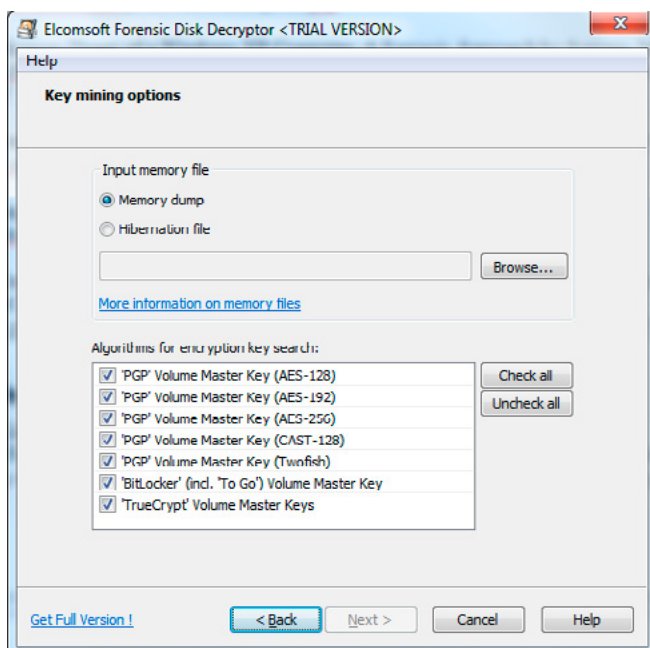 Elcomsoft Forensic Disk Decryptor <TRIAL VERSION>
Help
Key mining options
Input memory file
Memory dump
Hibernation file
Browse...
More information on memory files
Algorithms for encryption key search:
'PGP' Volume Master Key (AES-128)
'PGP' Volume Master Key (AES-192)
'PGP' Volume Master Key (AES-256)
'PGP' Volume Master Key (CAST-128)
'PGP' Volume Master Key (Twofish)
'BitLocker' (incl. 'To Go') Volume Master Key
'TrueCrypt' Volume Master Keys
Check all
Uncheck all
Get Full Version !
< Back
Next >
Cancel
Help